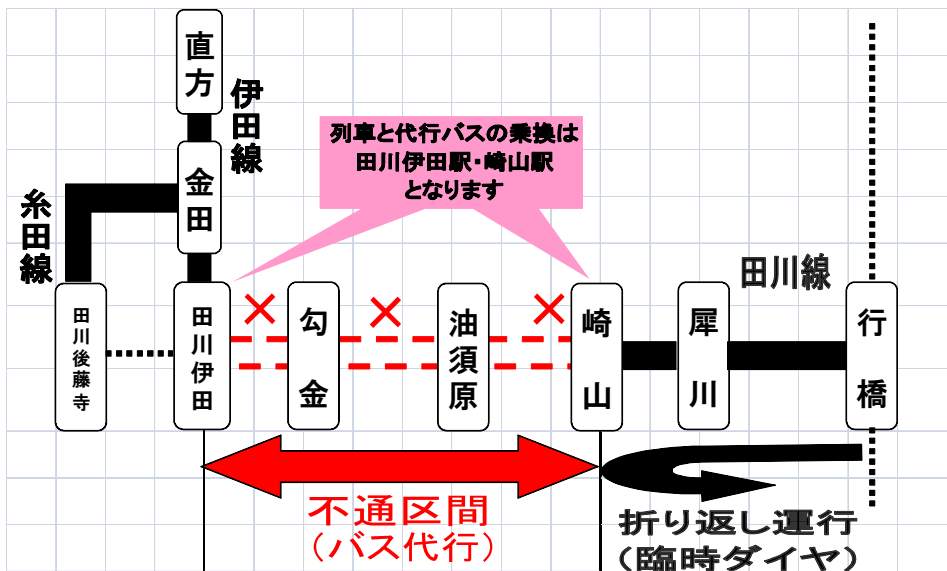 直方
伊田線
金田
糸田線
列車と代行バスの乗換は
田川伊田駅・崎山駅
となります
田川線
田川後藤寺
田川伊田
勾金
油須原
崎山
犀川
行橋
不通区間
（バス代行）
折り返し運行
（臨時ダイヤ）